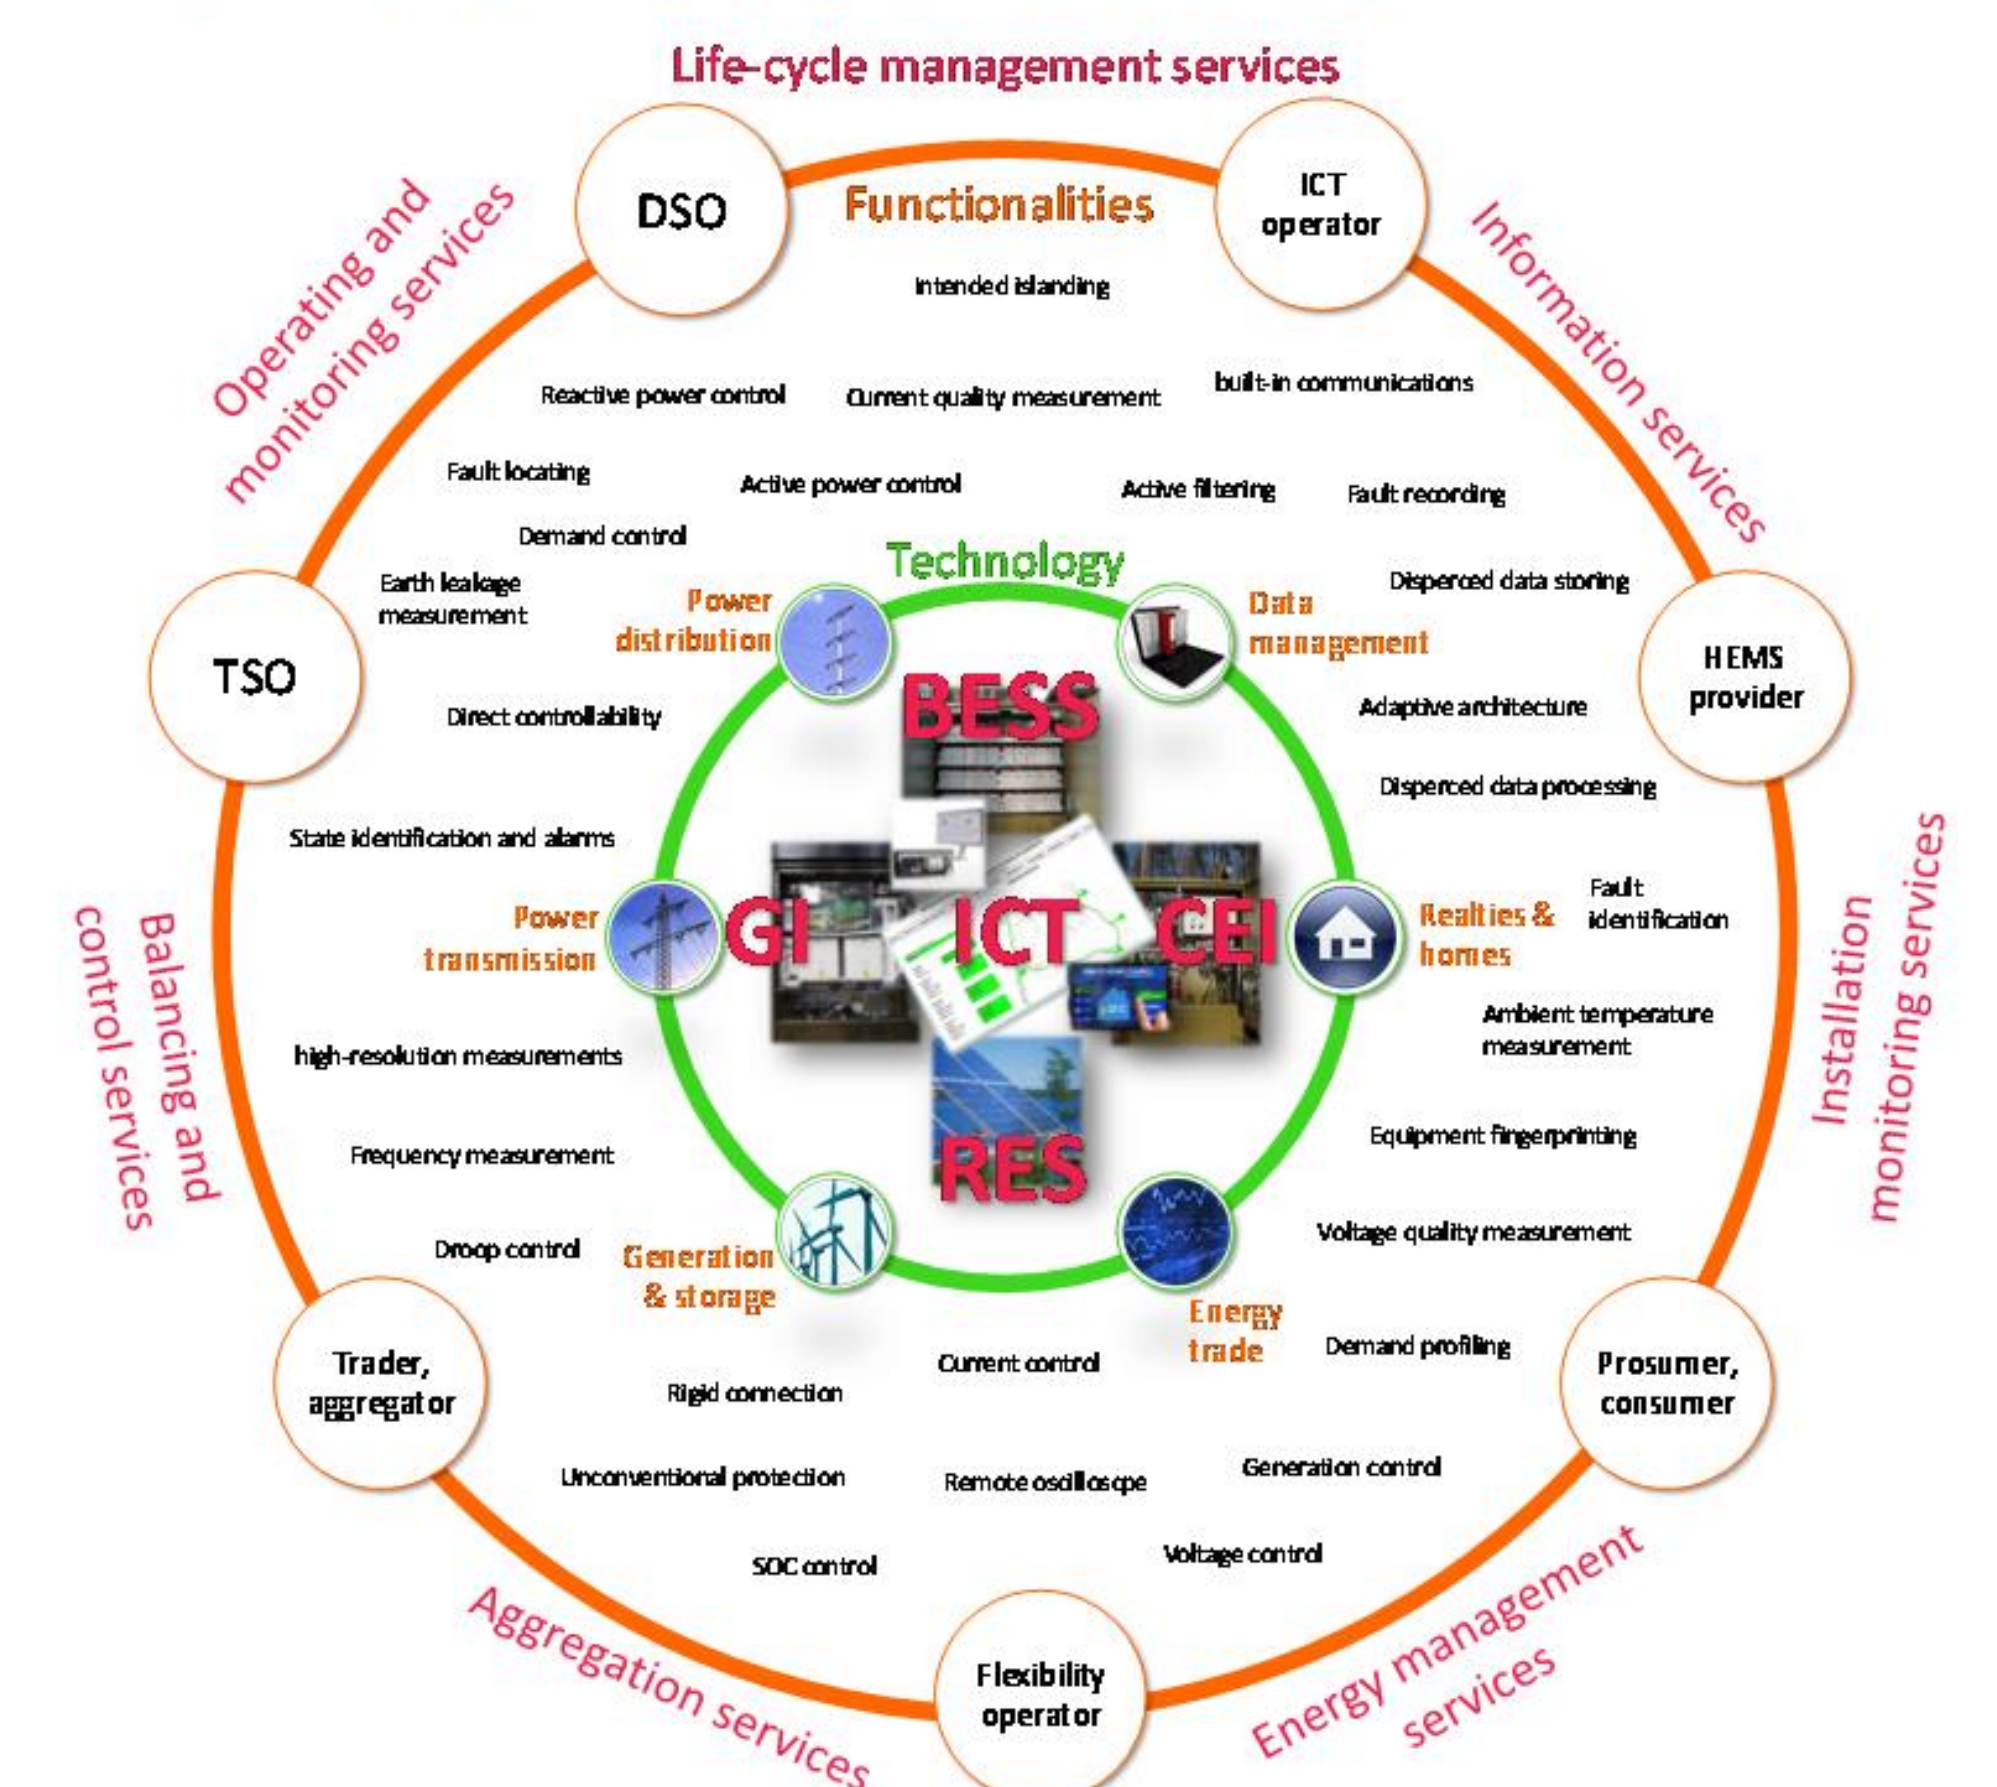 Life-cycle management services
DSO
ICT
operator
Functionalities
Operating and
monitoring services
Information services
Intended islanding
Reactive power control
Current quality measurement
built-in communications
Fault locating
Active power control
Active filtering
Fault recording
Demand control
Technology
Earth leakage
measurement
Power
distribution
Data
management
Disperced data storing
TSO
HEMS
provider
BESS
Direct controllability
Adaptive architecture
Disperced data processing
State identification and alarms
Power
transmission
GI
ICT
CEI
Realties &
homes
Fault
identification
Balancing and
control services
Installation
monitoring services
Ambient temperature
measurement
high-resolution measurements
Equipment fingerprinting
Frequency measurement
RES
Voltage quality measurement
Droop control
Generation
& storage
Energy
trade
Demand profiling
Current control
Trader,
aggregator
Prosumer,
consumer
Rigid connection
Unconventional protection
Remote oscilloscpe
Generation control
SOC control
Voltage control
Aggregation services
Flexibility
operator
Energy management
services